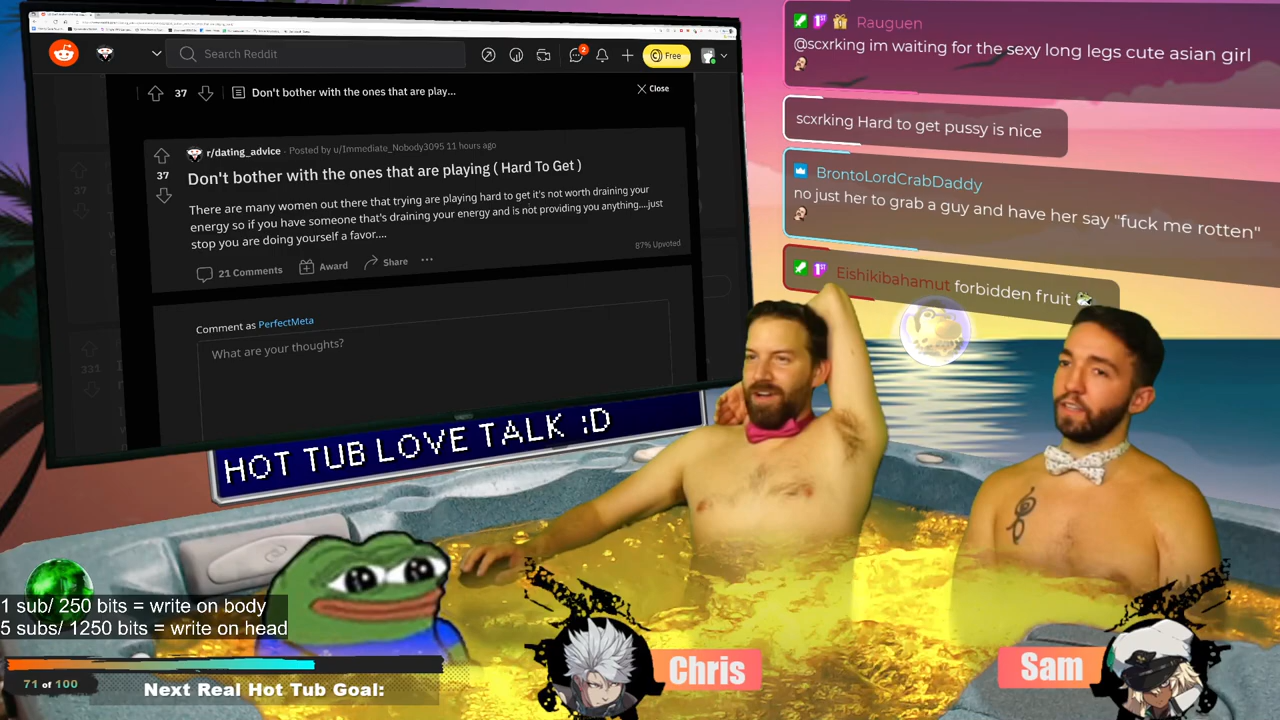 Search Reddit
2
Free
37
Don't bother with the ones that are play...
Close
37
r/dating_advice · Posted by u/Immediate_Nobody3095 11 hours ago
Don't bother with the ones that are playing ( Hard To Get )
There are many women out there that trying are playing hard to get it's not worth draining your
energy so if you have someone that's draining your energy and is not providing you anything....just
stop you are doing yourself a favor....
87% Upvoted
21 Comments
Award
Share
Comment as PerfectMeta
What are your thoughts?
37
331
HOT TUB LOVE TALK :D
Rauguen
@scxrking im waiting for the sexy long legs cute asian girl
scxrking Hard to get pussy is nice
BrontoLordCrabDaddy
no just her to grab a guy and have her say "fuck me rotten"
1ST
Eishikibahamut forbidden fruit
1 sub/ 250 bits = write on body
5 subs/ 1250 bits = write on head
71 of 100
Next Real Hot Tub Goal:
Chris
Sam